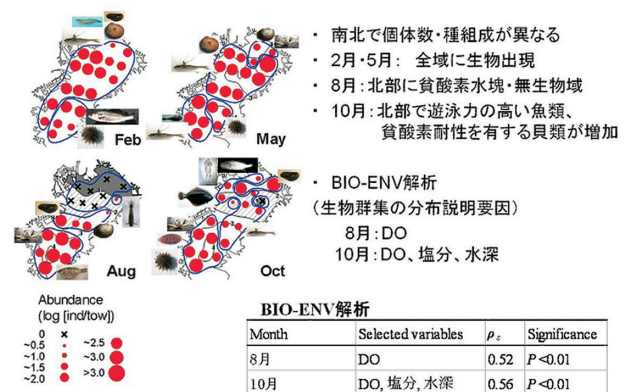 ・ 南北で個体数・種組成が異なる
・ 2月・5月： 全域に生物出現
・ 8月：北部に貧酸素水塊・無生物域
・ 10月：北部で遊泳力の高い魚類、
貧酸素耐性を有する貝類が増加
・ BIO-ENV解析
（生物群集の分布説明要因）
8月：DO
10月：DO、塩分、水深
Feb
May
Aug
Oct
Abundance
(log [ind/tow])
0
~0.5
~1.0
~1.5
~2.0
~2.5
~3.0
>3.0
BIO-ENV解析
Month Selected variables ρs Significance
8月 DO 0.52 P<0.01
10月 DO, 塩分, 水深 0.56 P<0.01